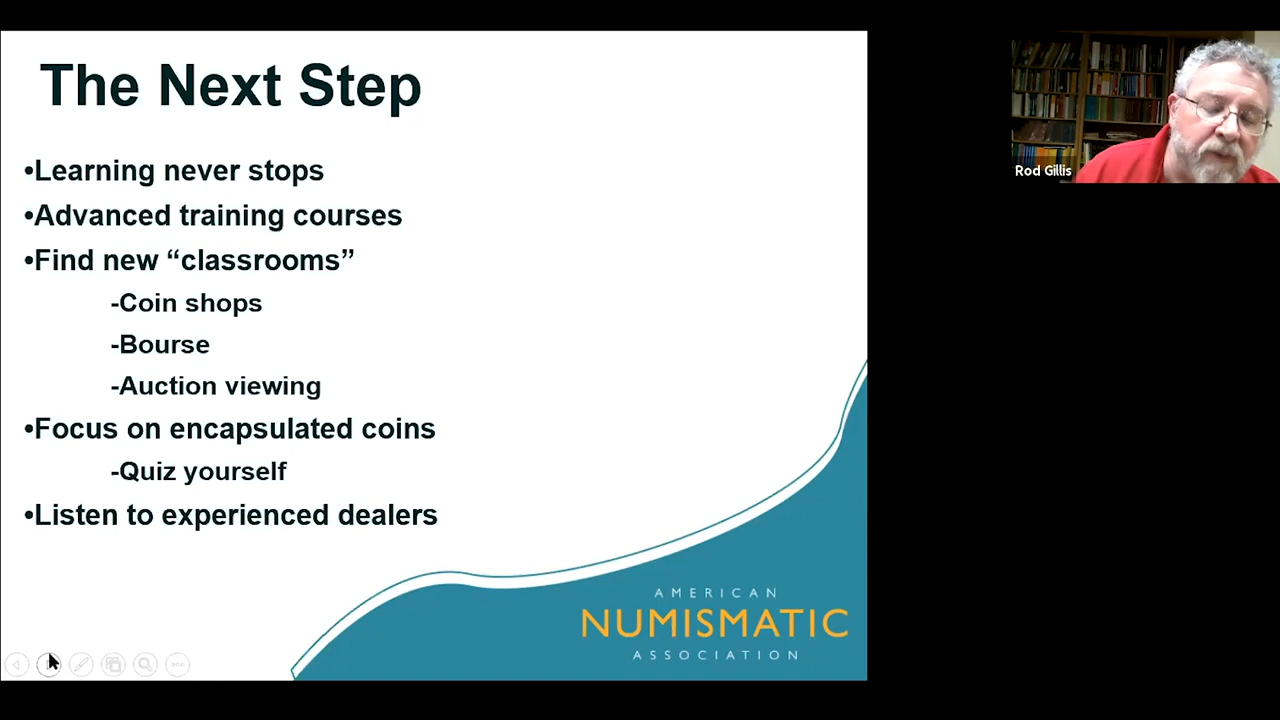 The Next Step
•Learning never stops
•Advanced training courses
•Find new “classrooms”
-Coin shops
-Bourse
-Auction viewing
•Focus on encapsulated coins
-Quiz yourself
•Listen to experienced dealers
AMERICAN
NUMISMATIC
ASSOCIATION
Rod Gillis